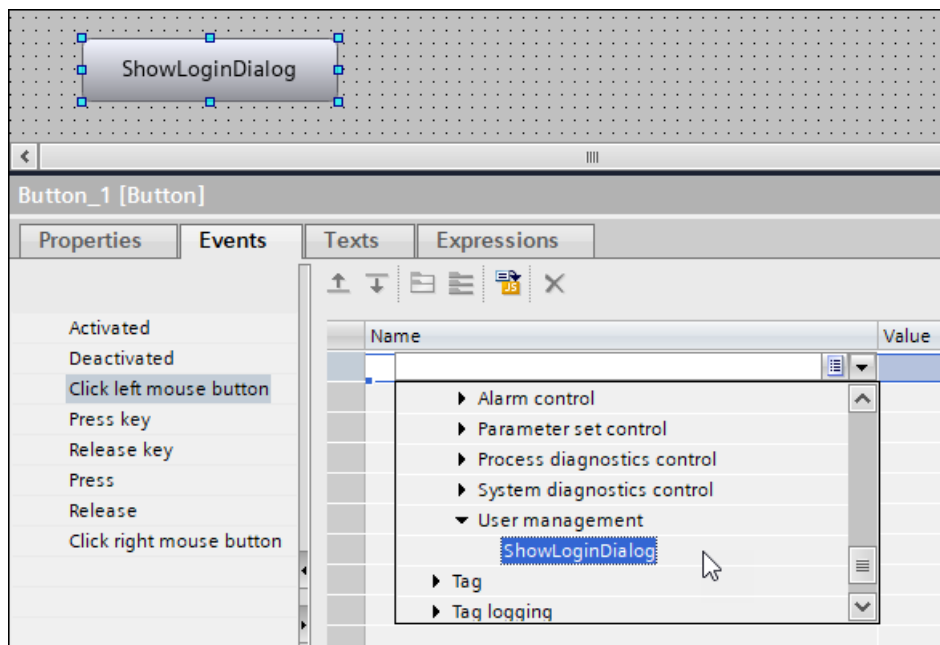 ShowLoginDialog
Button_1 [Button]
Properties Events Texts Expressions
JS
Activated
Deactivated
Click left mouse button
Press key
Release key
Press
Release
Click right mouse button
Name Value
Alarm control
Parameter set control
Process diagnostics control
System diagnostics control
User management
ShowLoginDialog
Tag
Tag logging